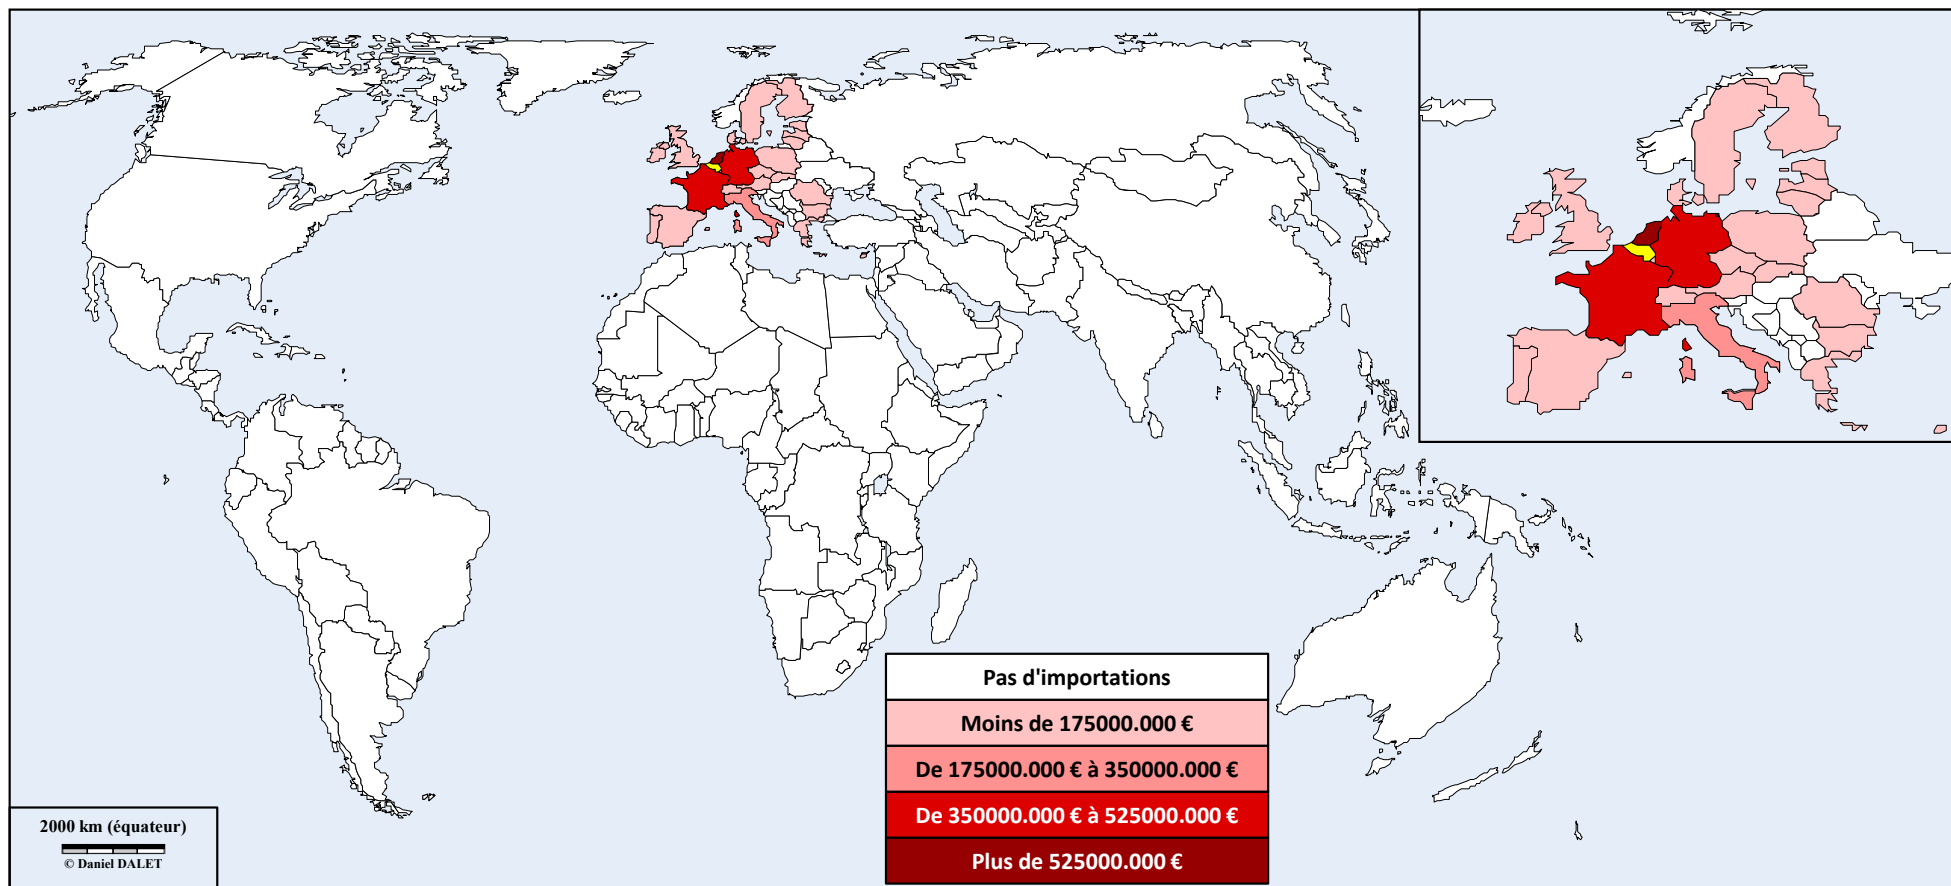 Pas d'importations
Moins de 175000.000 €
De 175000.000 € à 350000.000 €
De 350000.000 € à 525000.000 €
Plus de 525000.000 €
2000 km (équateur)
© Daniel DALET